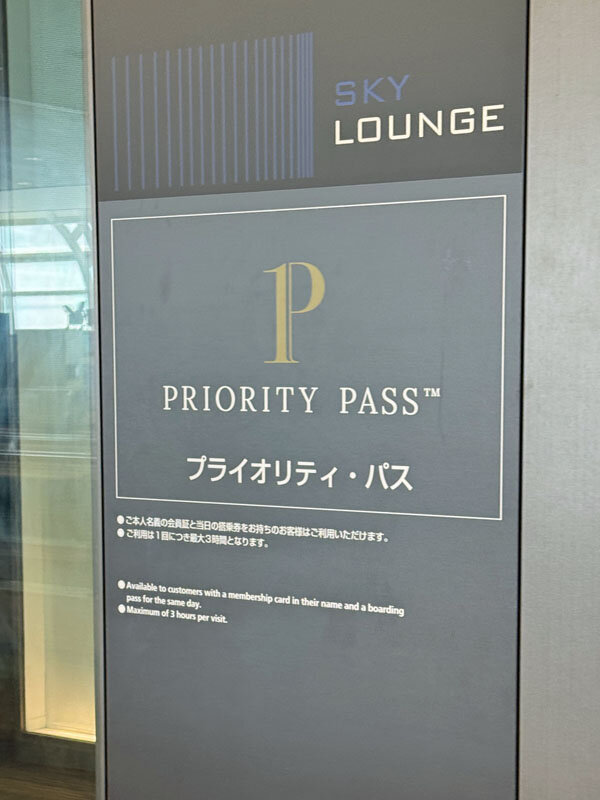 SKY
LOUNGE
PRIORITY PASS™
プライオリティ・パス
●ご本人名義の会員証と当日の搭乗券をお持ちのお客様はご利用いただけます。
●ご利用は1回につき最大3時間となります。
●Available to customers with a membership card in their name and a boarding
pass for the same day.
●Maximum of 3 hours per visit.